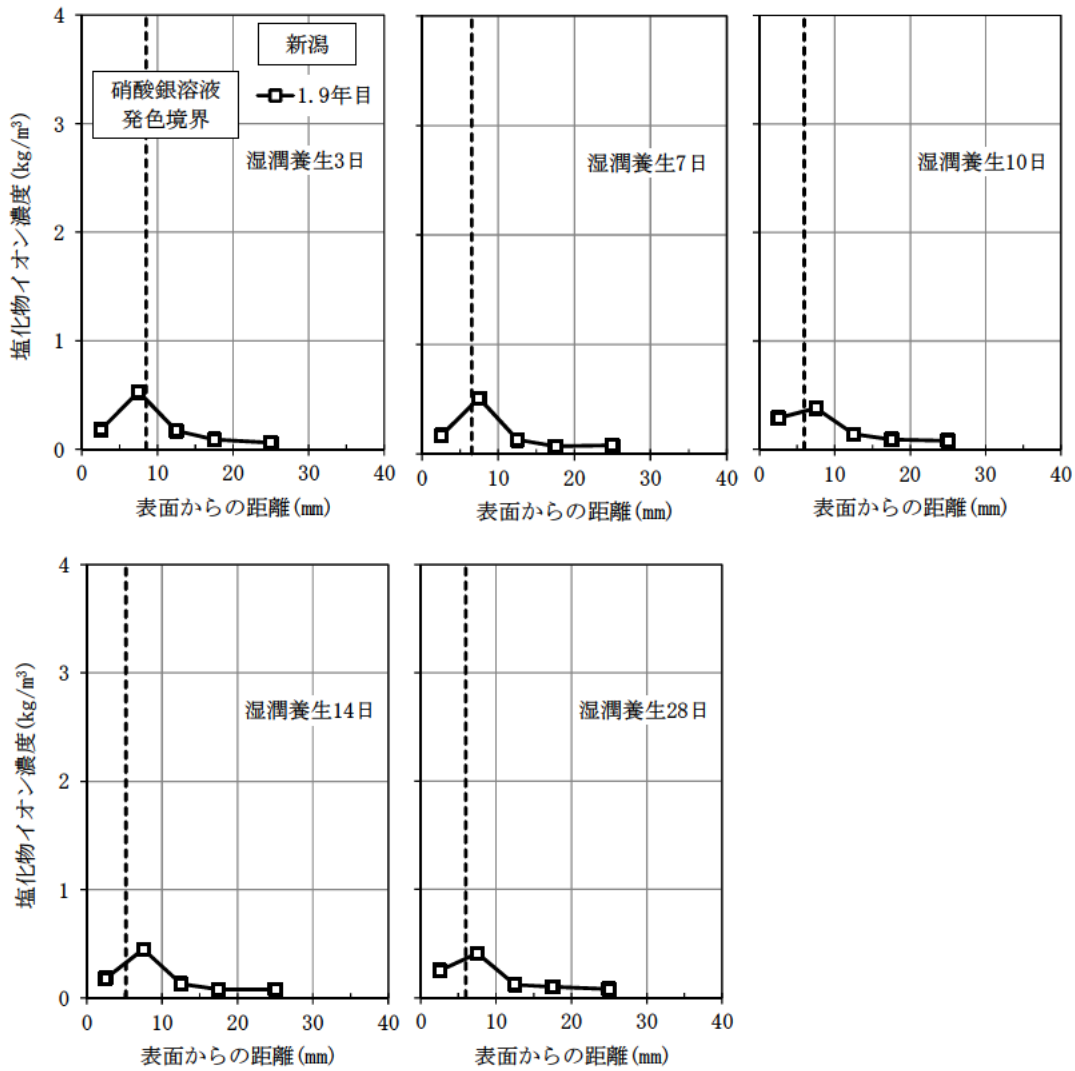 新潟
硝酸銀溶液
発色境界
1.9年目
湿潤養生3日
塩化物イオン濃度(kg/m³)
4
3
2
1
0
0 10 20 30 40
表面からの距離(mm)
湿潤養生7日
0 10 20 30 40
表面からの距離(mm)
湿潤養生10日
0 10 20 30 40
表面からの距離(mm)
湿潤養生14日
塩化物イオン濃度(kg/m³)
4
3
2
1
0
0 10 20 30 40
表面からの距離(mm)
湿潤養生28日
0 10 20 30 40
表面からの距離(mm)